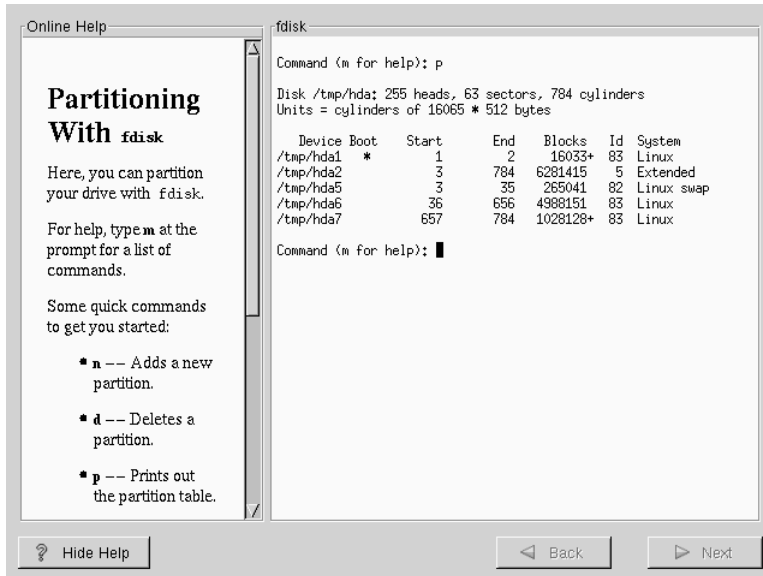 Online Help
Partitioning
With fdisk
Here, you can partition
your drive with fdisk.
For help, type m at the
prompt for a list of
commands.
Some quick commands
to get you started:
* n –– Adds a new
partition.
* d –– Deletes a
partition.
* p –– Prints out
the partition table.
fdisk
Command (m for help): p
Disk /tmp/hda: 255 heads, 63 sectors, 784 cylinders
Units = cylinders of 16065 * 512 bytes
Device Boot Start End Blocks Id System
/tmp/hda1 * 1 2 16033+ 83 Linux
/tmp/hda2 3 784 6281415 5 Extended
/tmp/hda5 3 35 265041 82 Linux swap
/tmp/hda6 36 656 4988151 83 Linux
/tmp/hda7 657 784 1028128+ 83 Linux
Command (m for help):
? Hide Help
Back
Next